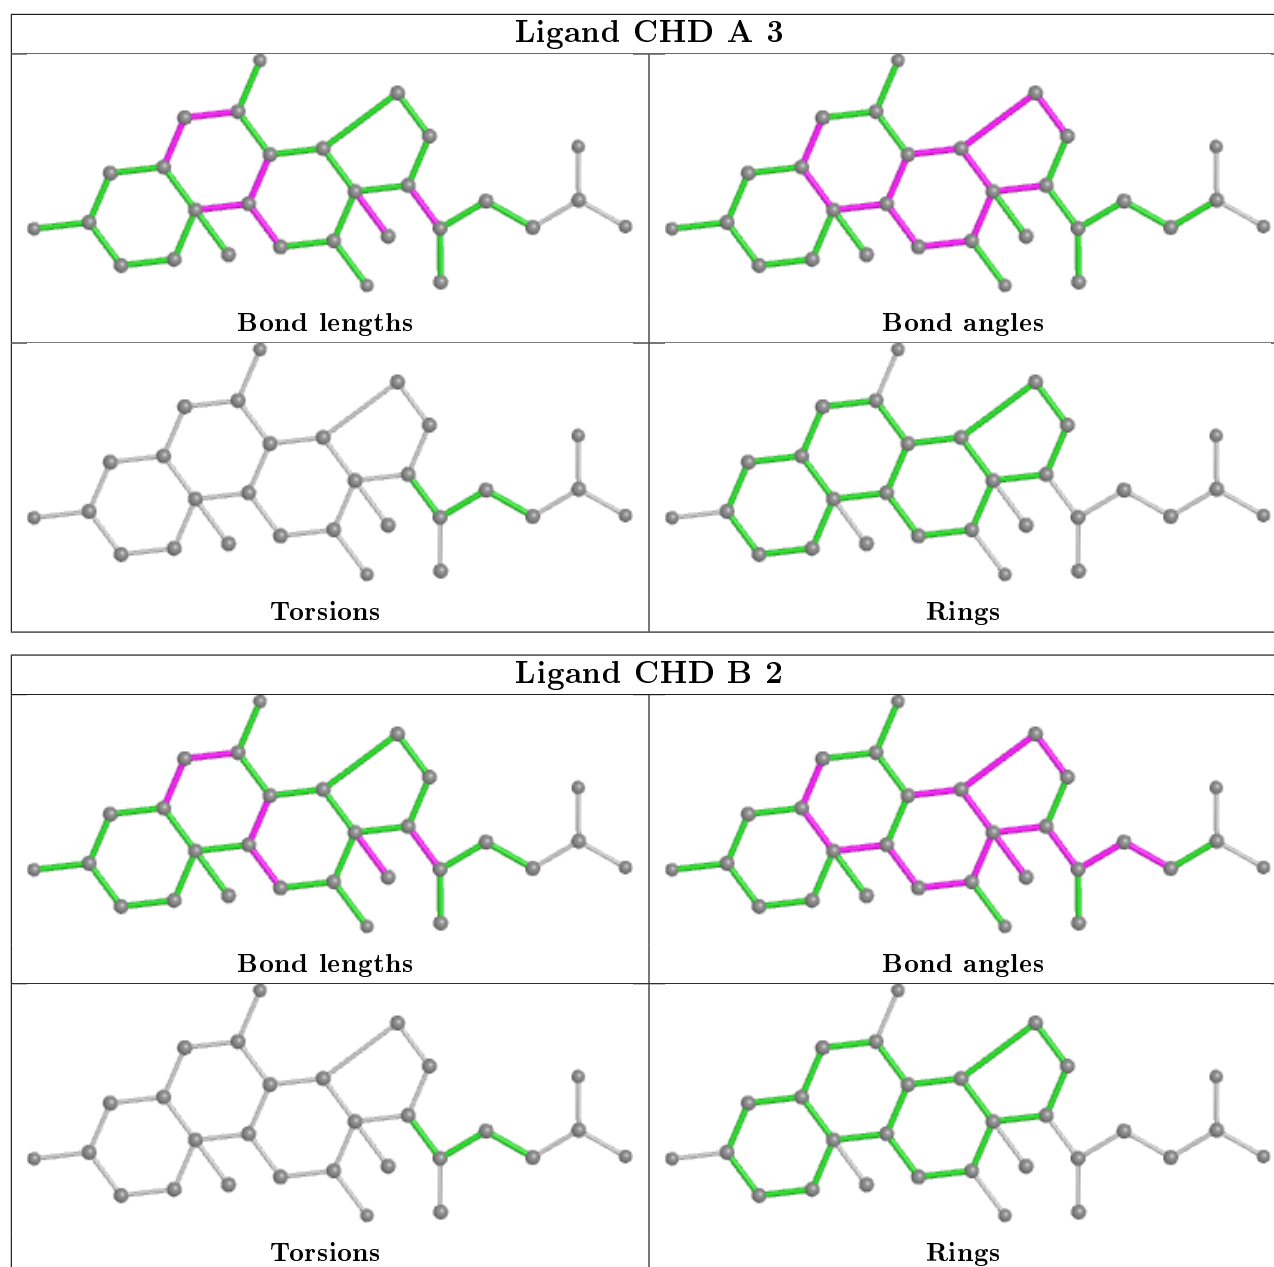 Ligand CHD A 3
Bond lengths
Bond angles
Torsions
Rings
Ligand CHD B 2
Bond lengths
Bond angles
Torsions
Rings